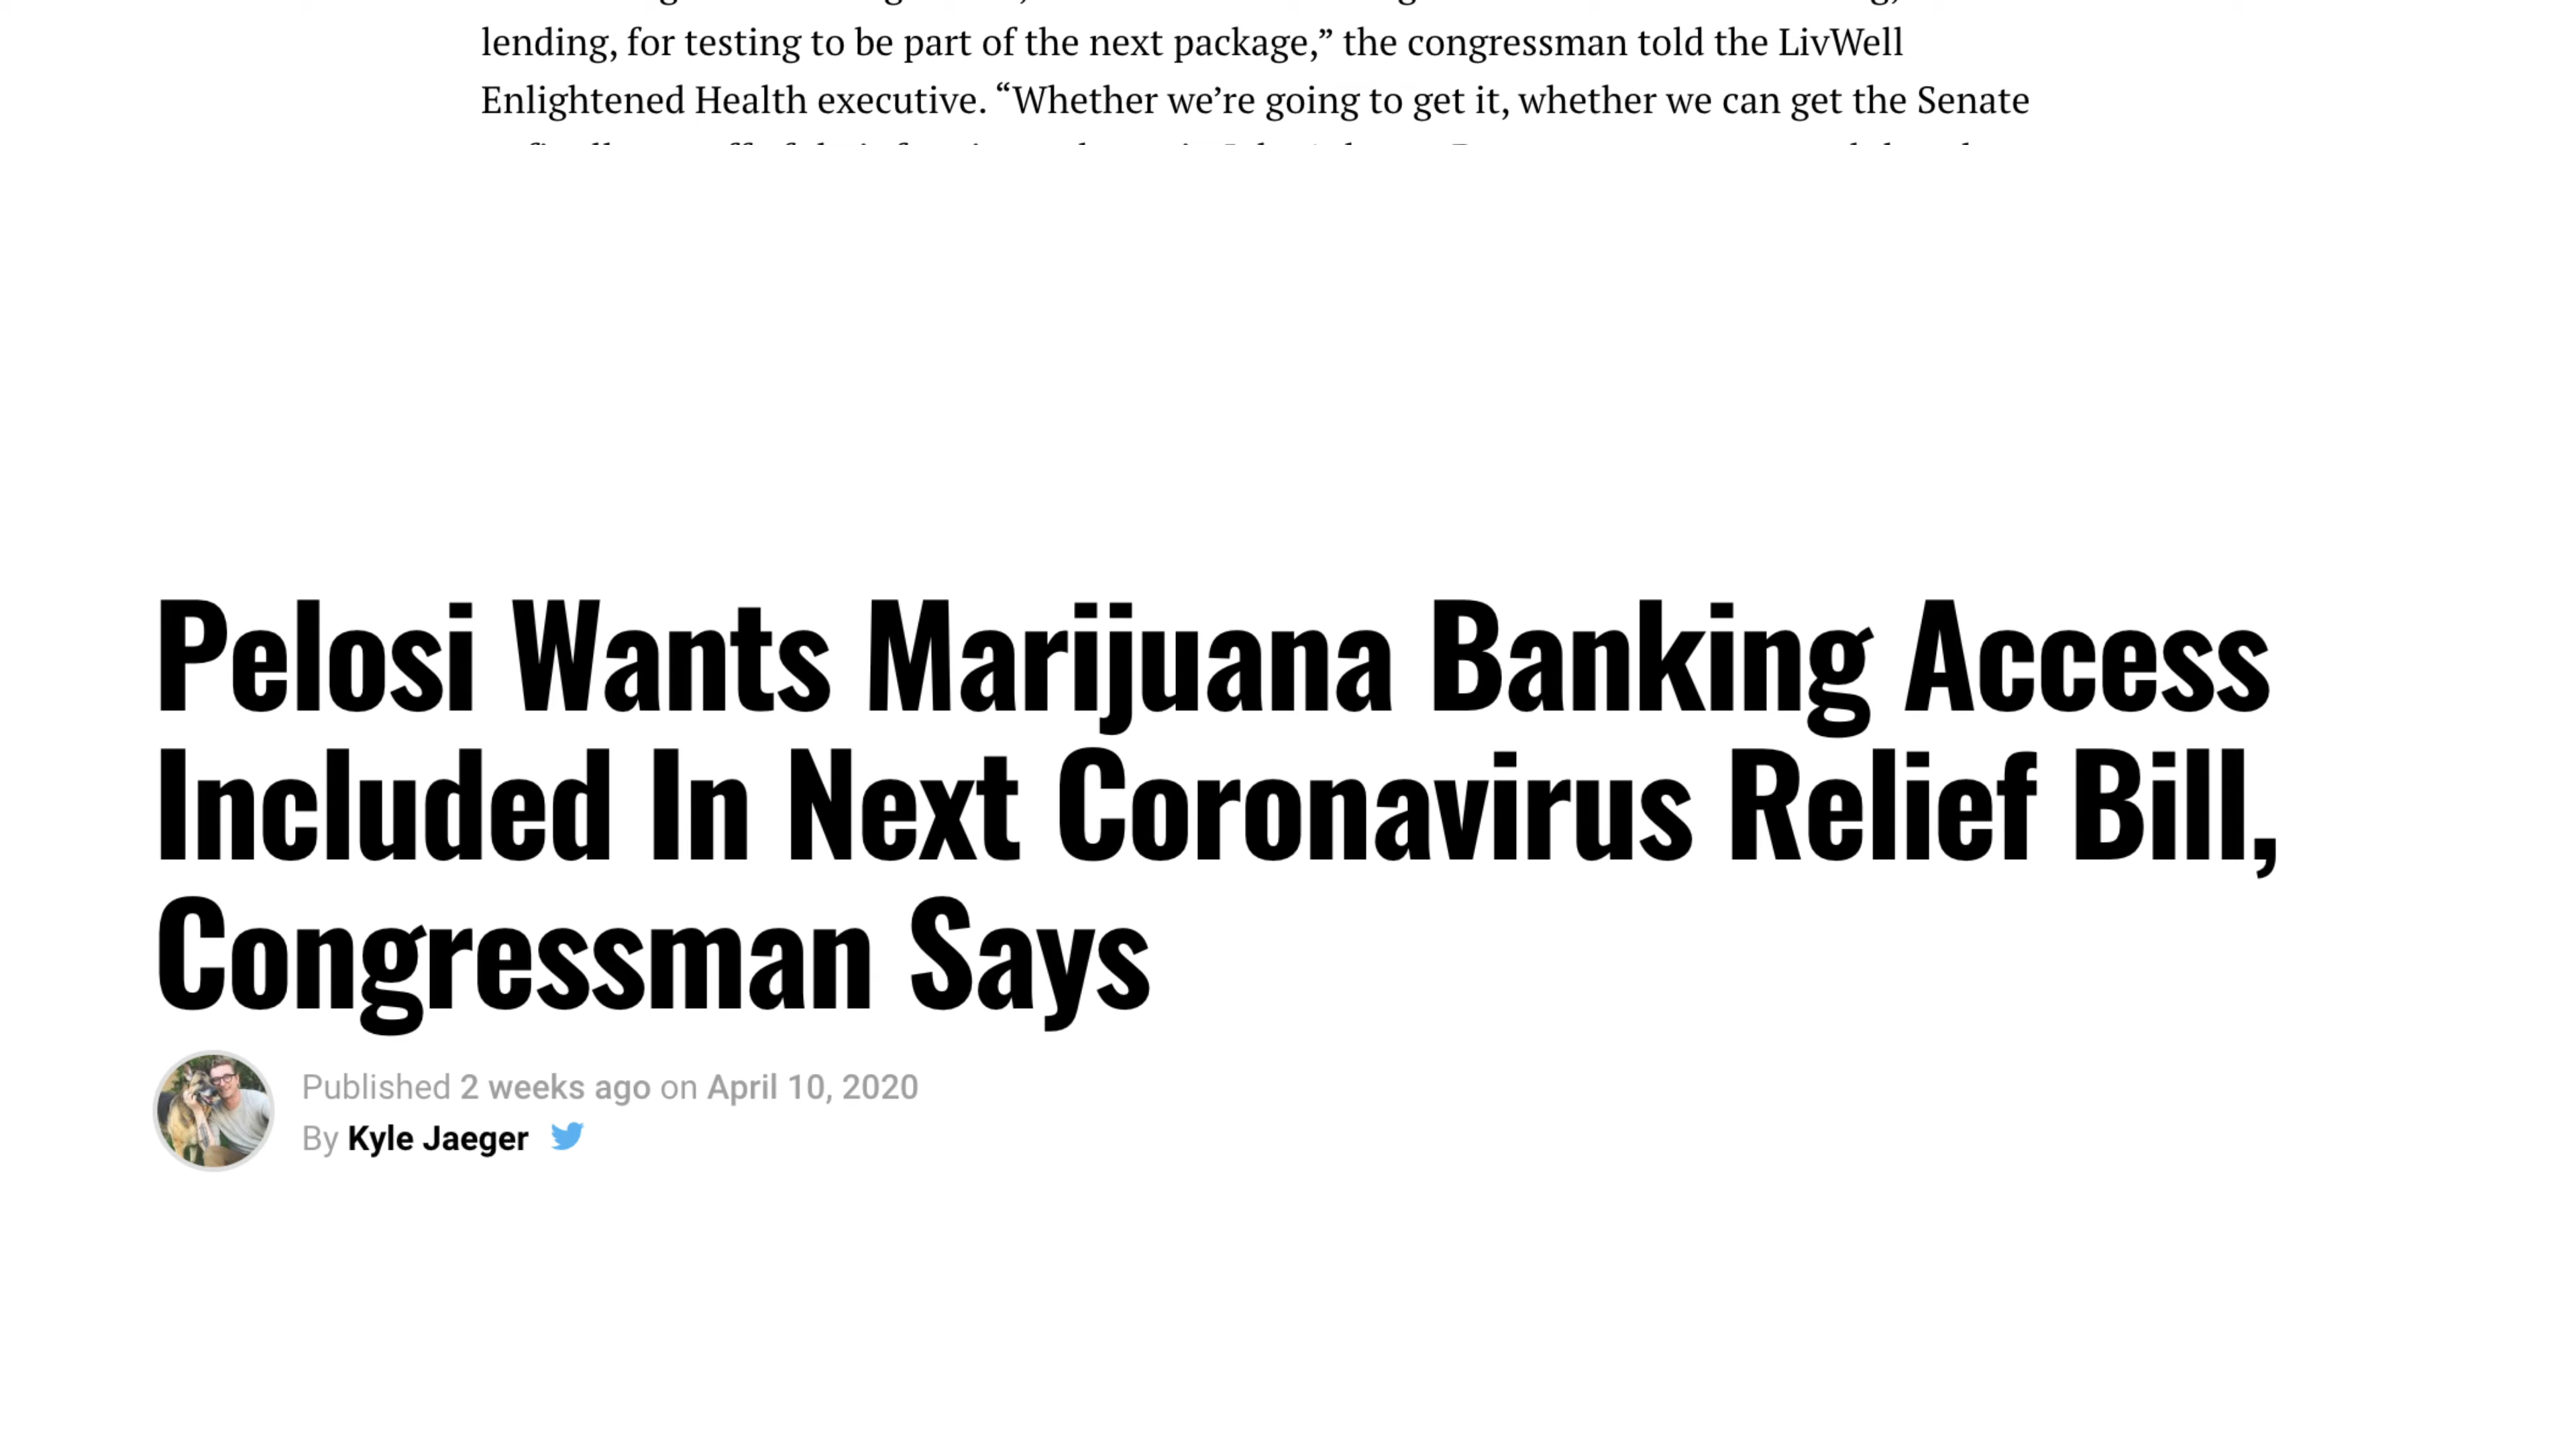 lending, for testing to be part of the next package,” the congressman told the LivWell
Enlightened Health executive. “Whether we’re going to get it, whether we can get the Senate
Pelosi Wants Marijuana Banking Access
Included In Next Coronavirus Relief Bill,
Congressman Says
Published 2 weeks ago on April 10, 2020
By Kyle Jaeger